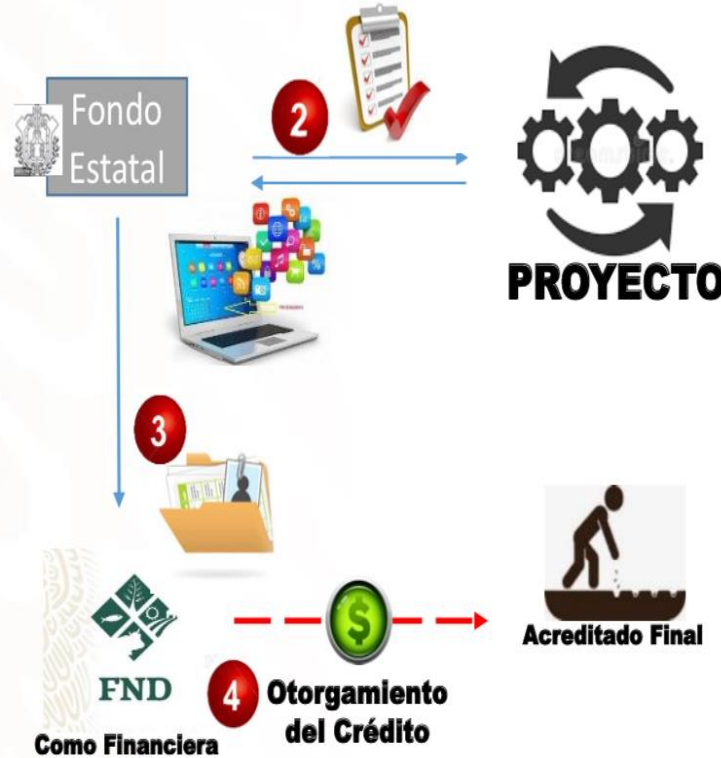 Fondo
Estatal
2
PROYECTO
3
FND
Como Financiera
4
Otorgamiento
del Crédito
$
Acreditado Final